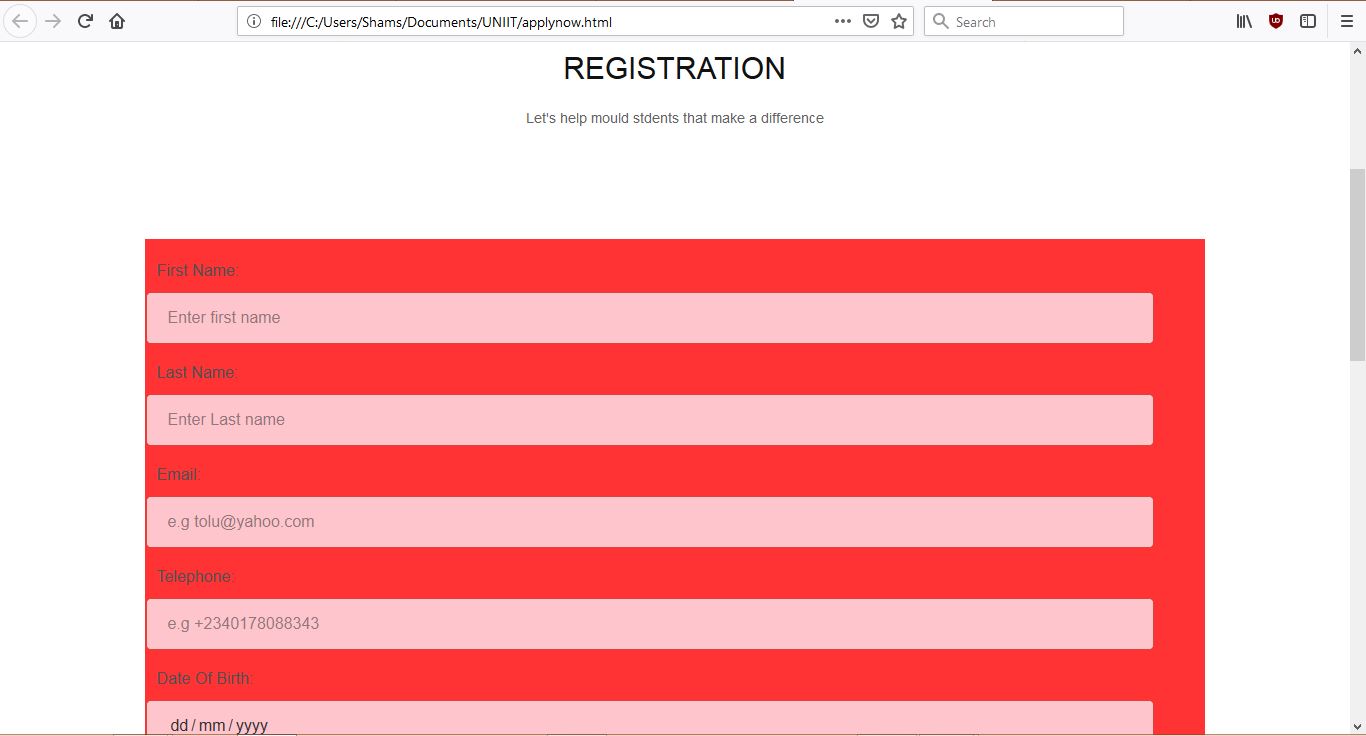 file:///C:/Users/Shams/Documents/UNIIT/applynow.html
Search
REGISTRATION
Let's help mould stdents that make a difference
First Name:
Enter first name
Last Name:
Enter Last name
Email:
e.g tolu@yahoo.com
Telephone:
e.g +2340178088343
Date Of Birth:
dd / mm / yyyy